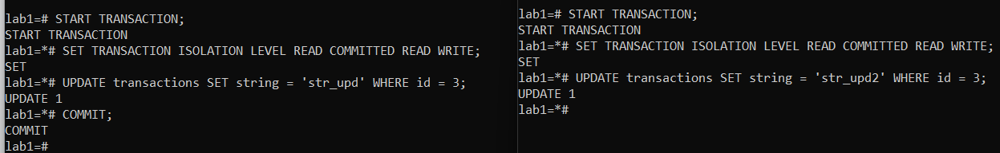 lab1=# START TRANSACTION;
START TRANSACTION
lab1=*# SET TRANSACTION ISOLATION LEVEL READ COMMITTED READ WRITE;
SET
lab1=*# UPDATE transactions SET string = 'str_upd' WHERE id = 3;
UPDATE 1
lab1=*# COMMIT;
COMMIT
lab1=#
lab1=# START TRANSACTION;
START TRANSACTION
lab1=*# SET TRANSACTION ISOLATION LEVEL READ COMMITTED READ WRITE;
SET
lab1=*# UPDATE transactions SET string = 'str_upd2' WHERE id = 3;
UPDATE 1
lab1=*#